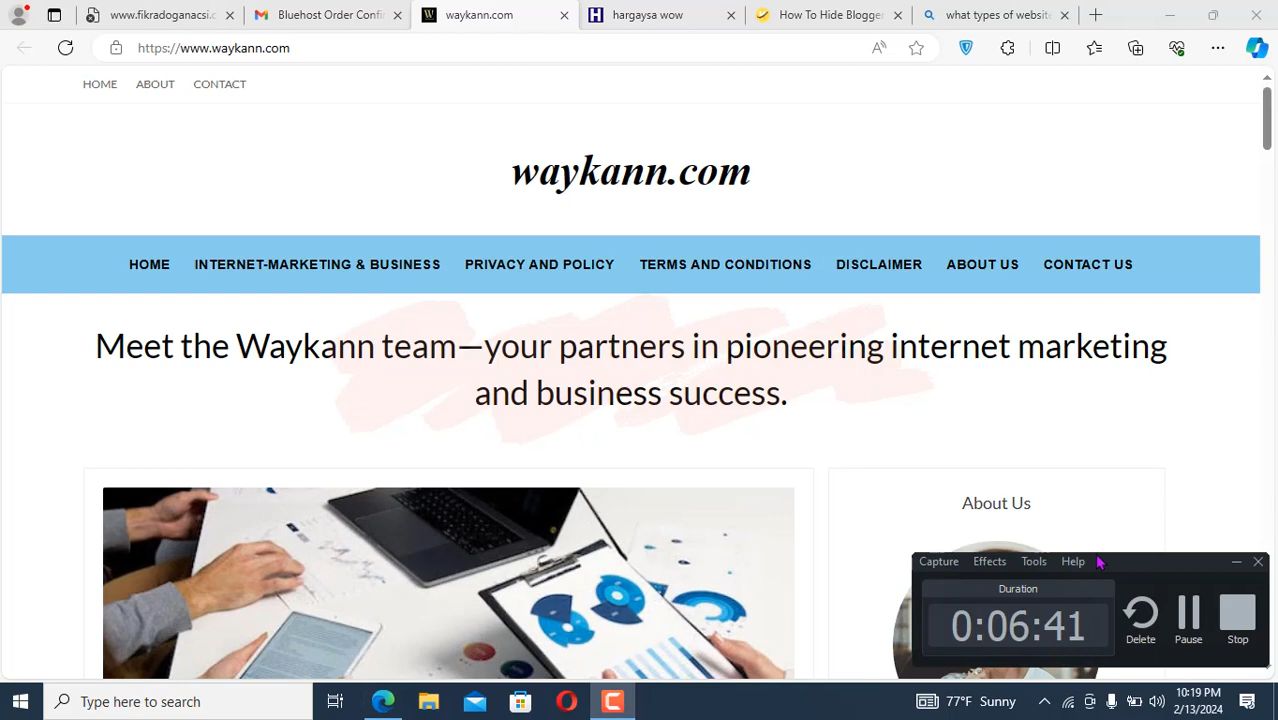 www.fikradoganacsi.c
Bluehost Order Confir
waykann.com
hargaysa wow
How To Hide Blogger
what types of website
https://www.waykann.com
HOME ABOUT CONTACT
waykann.com
HOME INTERNET-MARKETING & BUSINESS PRIVACY AND POLICY TERMS AND CONDITIONS DISCLAIMER ABOUT US CONTACT US
Meet the Waykann team—your partners in pioneering internet marketing
and business success.
About Us
Capture Effects Tools Help
Duration
0:06:41
Delete Pause Stop
Type here to search
77°F Sunny
10:19 PM
2/13/2024